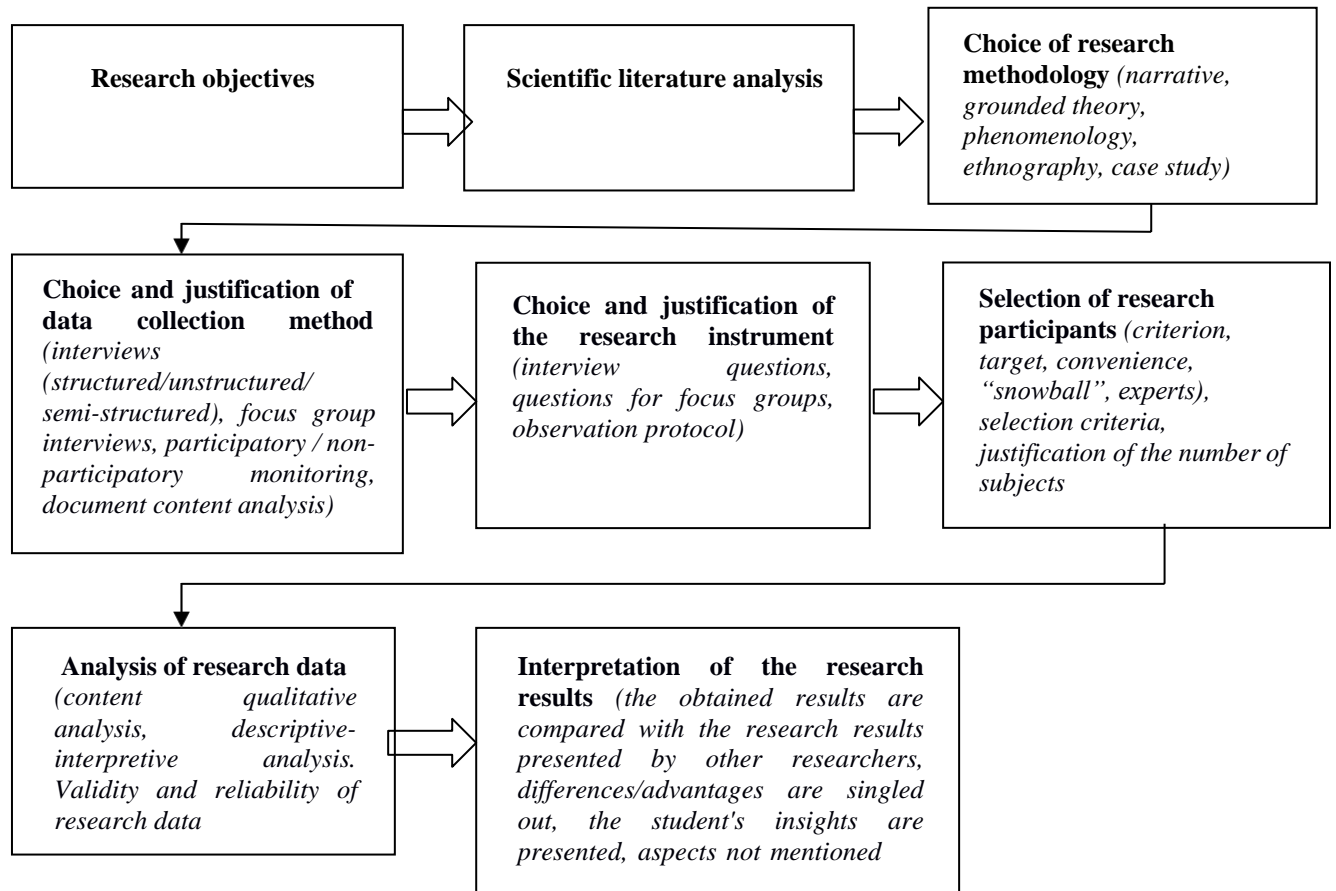 Research objectives
Scientific literature analysis
Choice of research
methodology (narrative,
grounded theory,
phenomenology,
ethnography, case study)
Choice and justification of
data collection method
(interviews
(structured/unstructured/
semi-structured), focus group
interviews, participatory / non-
participatory monitoring,
document content analysis)
Choice and justification of
the research instrument
(interview questions,
questions for focus groups,
observation protocol)
Selection of research
participants (criterion,
target, convenience,
“snowball”, experts),
selection criteria,
justification of the number of
subjects
Analysis of research data
(content qualitative
analysis, descriptive-
interpretive analysis.
Validity and reliability of
research data
Interpretation of the research
results (the obtained results are
compared with the research results
presented by other researchers,
differences/advantages are singled
out, the student's insights are
presented, aspects not mentioned